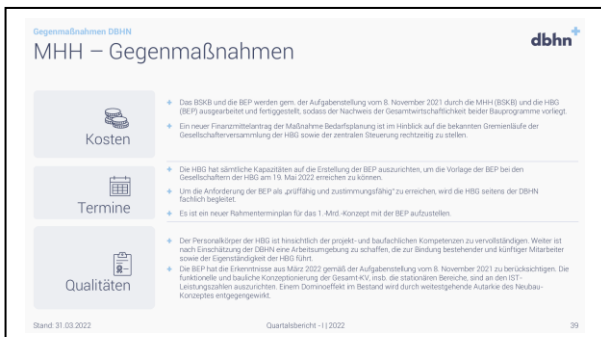 Gegenmaßnahmen DBHN
MHH – Gegenmaßnahmen
dbhn
Kosten
Das BSKB und die BEP werden gem. der Aufgabenstellung vom 8. November 2021 durch die MHH (BSKB) und die HBG
(BEP) ausgearbeitet und fertiggestellt, sodass der Nachweis der Gesamtwirtschaftlichkeit beider Bauprogramme vorliegt.
Ein neuer Finanzmittelantrag der Maßnahme Bedarfsplanung ist im Hinblick auf die bekannten Gremienläufe der
Gesellschafterversammlung der HBG sowie der zentralen Steuerung rechtzeitig zu stellen.
Termine
Die HBG hat sämtliche Kapazitäten auf die Erstellung der BEP auszurichten, um die Vorlage der BEP bei den
Gesellschaftern der HBG am 19. Mai 2022 erreichen zu können.
Um die Anforderung der BEP als „prüffähig und zustimmungsfähig" zu erreichen, wird die HBG seitens der DBHN
fachlich begleitet.
Es ist ein neuer Rahmenterminplan für das 1.-Mrd.-Konzept mit der BEP aufzustellen.
Qualitäten
Der Personalkörper der HBG ist hinsichtlich der projekt- und baufachlichen Kompetenzen zu vervollständigen. Weiter ist
nach Einschätzung der DBHN eine Arbeitsumgebung zu schaffen, die zur Bindung bestehender und künftiger Mitarbeiter
sowie der Eigenständigkeit der HBG führt.
Die BEP hat die Erkenntnisse aus März 2022 gemäß der Aufgabenstellung vom 8. November 2021 zu berücksichtigen. Die
funktionelle und bauliche Konzeptionierung der Gesamt-KV, insb. die stationären Bereiche, sind an den IST-
Leistungszahlen auszurichten. Einem Dominoeffekt im Bestand wird durch weitestgehende Autarkie des Neubau-
Konzeptes entgegengewirkt.
Stand: 31.03.2022
Quartalsbericht - I | 2022
39